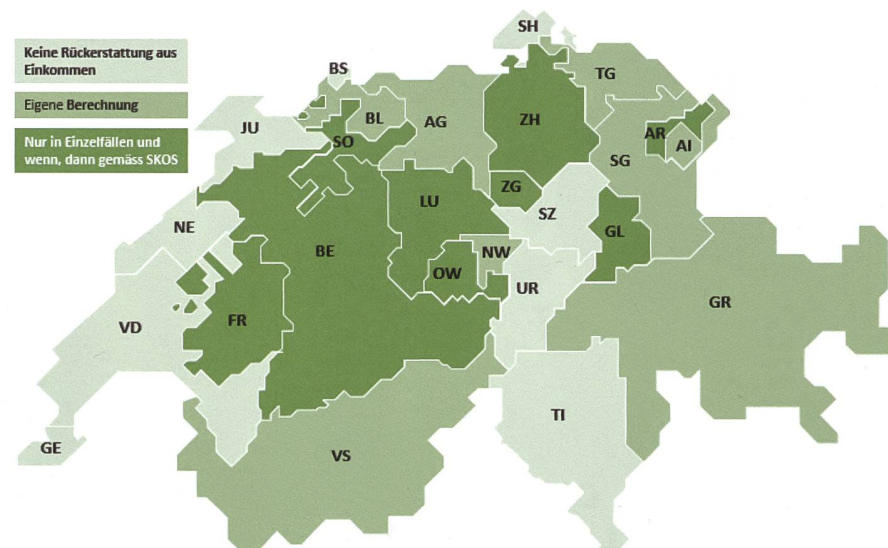 Keine Rückerstattung aus
Einkommen
Eigene Berechnung
Nur in Einzelfällen und
wenn, dann gemäss SKOS
SH
BS
TG
BL
JU
AG
ZH
SO
AR
AI
SG
ZG
LU
SZ
NE
GL
BE
NW
OW
UR
GR
FR
VD
TI
GE
VS